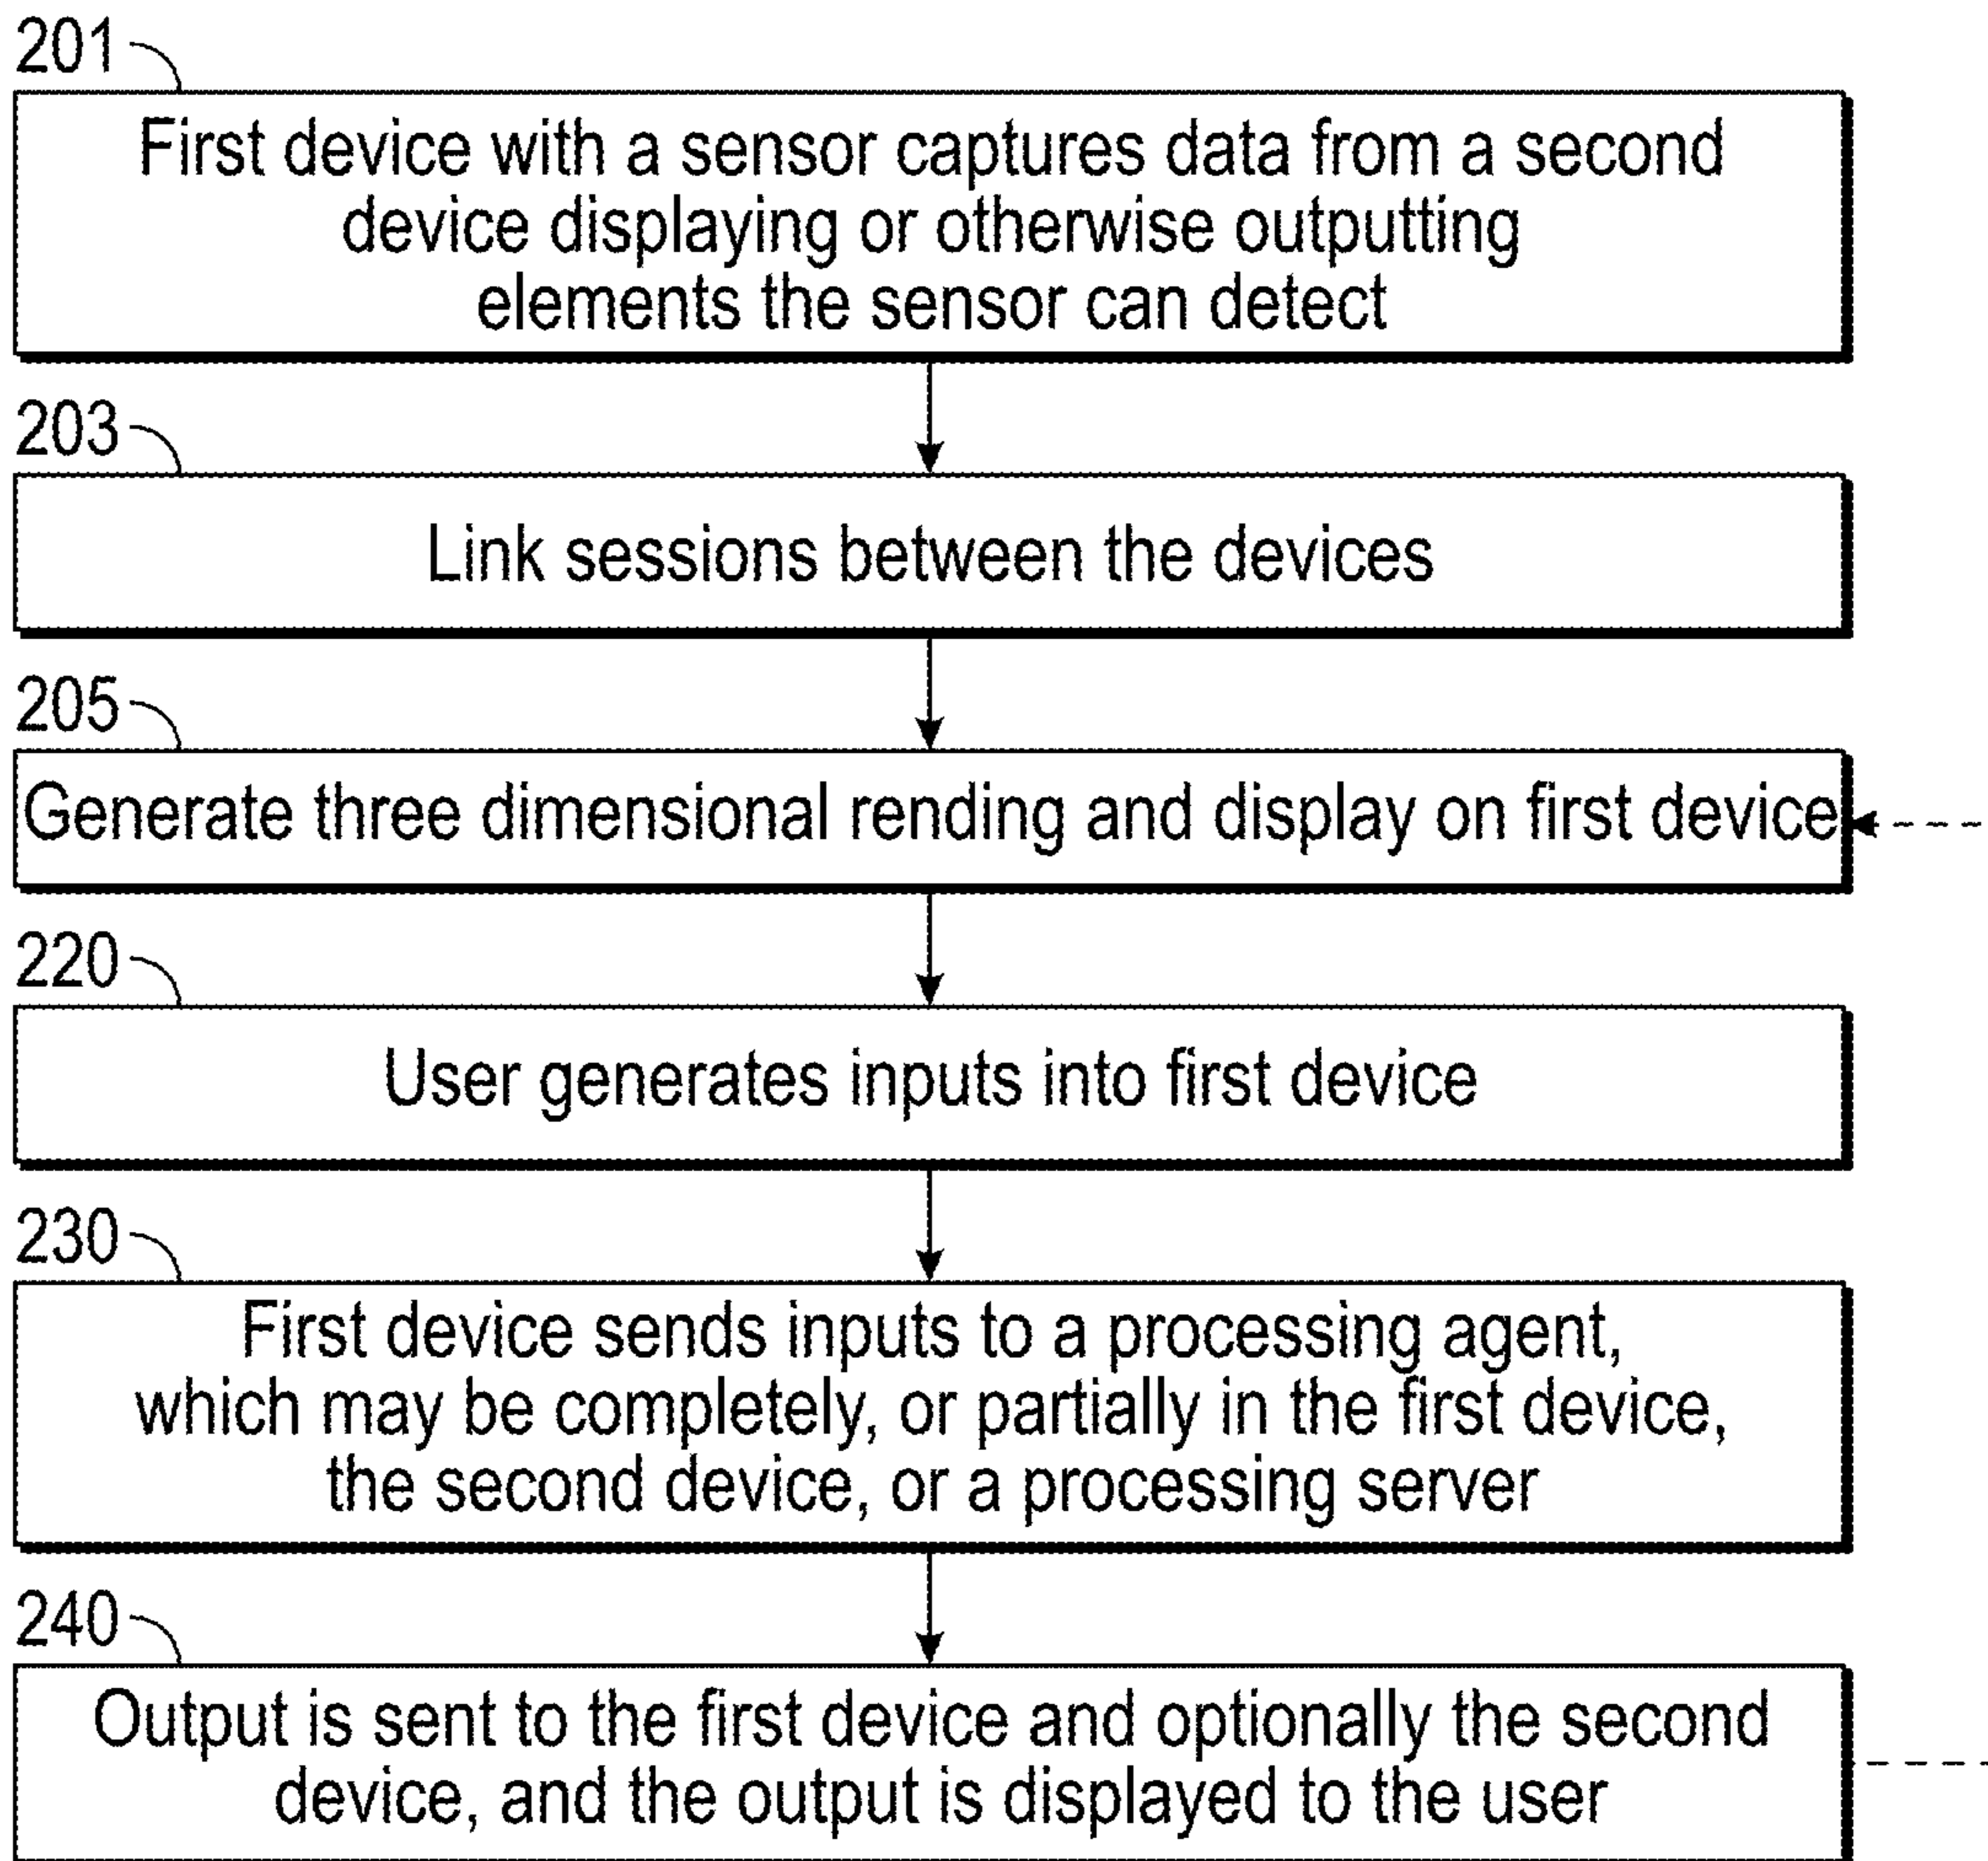 201
First device with a sensor captures data from a second
device displaying or otherwise outputting
elements the sensor can detect
203
Link sessions between the devices
205
Generate three dimensional rending and display on first device
220
User generates inputs into first device
230
First device sends inputs to a processing agent,
which may be completely, or partially in the first device,
the second device, or a processing server
240
Output is sent to the first device and optionally the second
device, and the output is displayed to the user